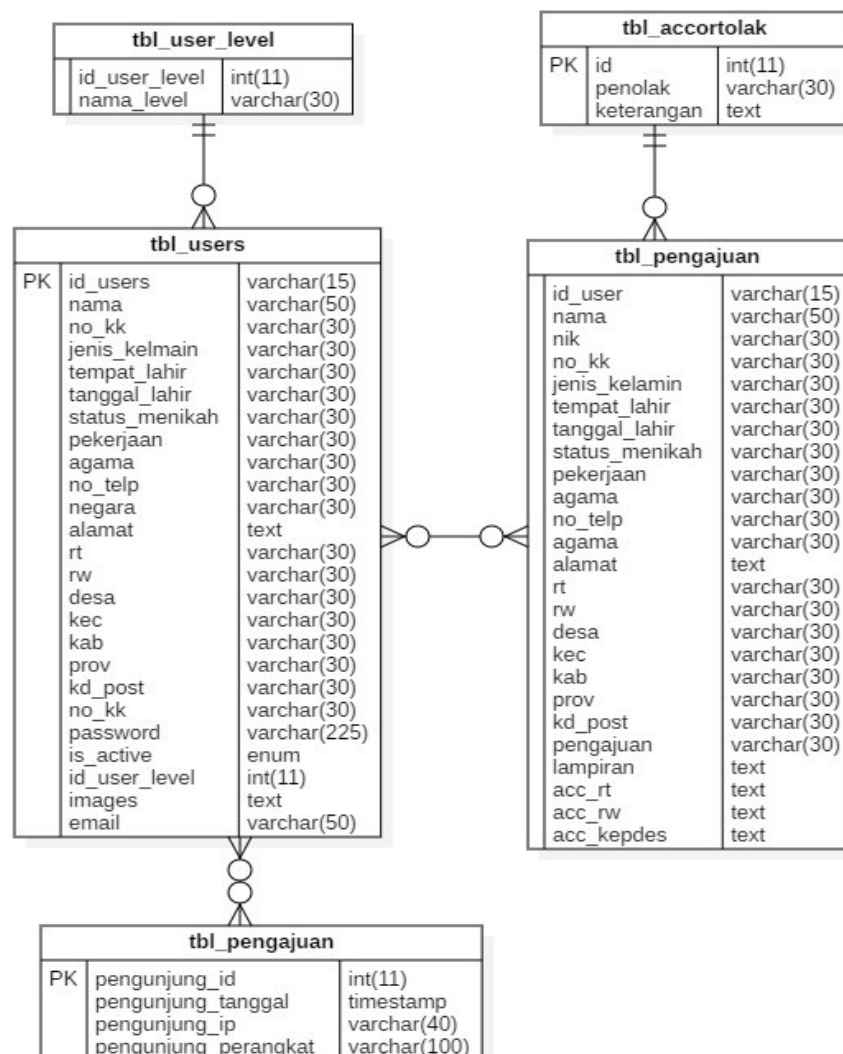 tbl_user_level
id_user_level int(11)
nama_level varchar(30)
tbl_accortolak
PK id int(11)
penolak varchar(30)
keterangan text
tbl_users
PK id_users varchar(15)
nama varchar(50)
no_kk varchar(30)
jenis_kelmain varchar(30)
tempat_lahir varchar(30)
tanggal_lahir varchar(30)
status_menikah varchar(30)
pekerjaan varchar(30)
agama varchar(30)
no_telp varchar(30)
negara varchar(30)
alamat text
rt varchar(30)
rw varchar(30)
desa varchar(30)
kec varchar(30)
kab varchar(30)
prov varchar(30)
kd_post varchar(30)
no_kk varchar(30)
password varchar(225)
is_active enum
id_user_level int(11)
images text
email varchar(50)
tbl_pengajuan
id_user varchar(15)
nama varchar(50)
nik varchar(30)
no_kk varchar(30)
jenis_kelamin varchar(30)
tempat_lahir varchar(30)
tanggal_lahir varchar(30)
status_menikah varchar(30)
pekerjaan varchar(30)
agama varchar(30)
no_telp varchar(30)
agama varchar(30)
alamat text
rt varchar(30)
rw varchar(30)
desa varchar(30)
kec varchar(30)
kab varchar(30)
prov varchar(30)
kd_post varchar(30)
pengajuan varchar(30)
lampiran text
acc_rt text
acc_rw text
acc_kepdes text
tbl_pengajuan
PK pengunjung_id int(11)
pengunjung_tanggal timestamp
pengunjung_ip varchar(40)
pengunjung_perangkat varchar(100)